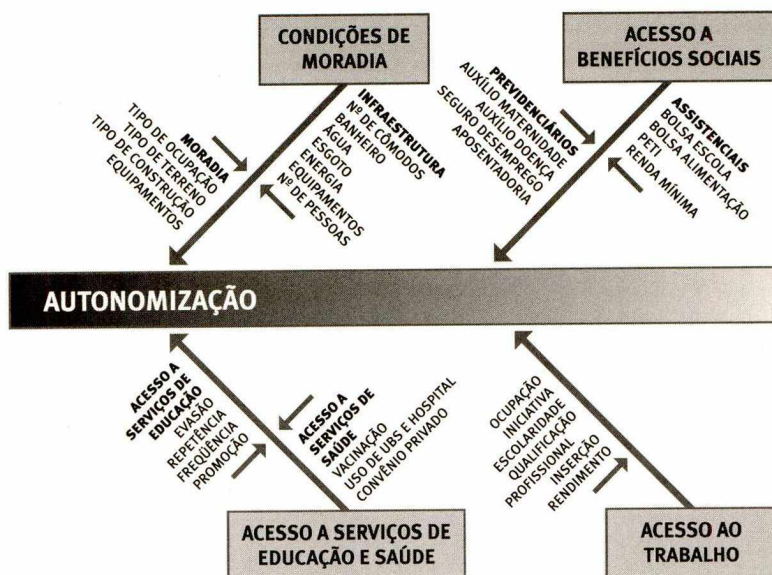 CONDIÇÕES DE
MORADIA
ACESSO A
BENEFÍCIOS SOCIAIS
MORADIA
TIPO DE OCUPAÇÃO
TIPO DE TERRENO
TIPO DE CONSTRUÇÃO
EQUIPAMENTOS
INFRAESTRUTURA
Nº DE CÔMODOS
BANHEIRO
ÁGUA
ESGOTO
ENERGIA
EQUIPAMENTOS
Nº DE PESSOAS
PREVIDENCIÁRIOS
AUXÍLIO MATERNIDADE
AUXÍLIO DOENÇA
SEGURO DESEMPREGO
APOSENTADORIA
ASSISTENCIAIS
BOLSA ESCOLA
BOLSA ALIMENTAÇÃO
PETI
RENDA MÍNIMA
AUTONOMIZAÇÃO
ACESSO A
SERVIÇOS DE
EDUCAÇÃO
EVASÃO
REPETÊNCIA
FREQÜÊNCIA
PROMOÇÃO
ACESSO A
SERVIÇOS DE
SAÚDE
VACINAÇÃO
USO DE UBS E HOSPITAL
CONVÊNIO PRIVADO
OCUPAÇÃO
INICIATIVA
ESCOLARIDADE
QUALIFICAÇÃO
PROFISSIONAL
INSERÇÃO
RENDIMENTO
ACESSO A SERVIÇOS DE
EDUCAÇÃO E SAÚDE
ACESSO AO
TRABALHO